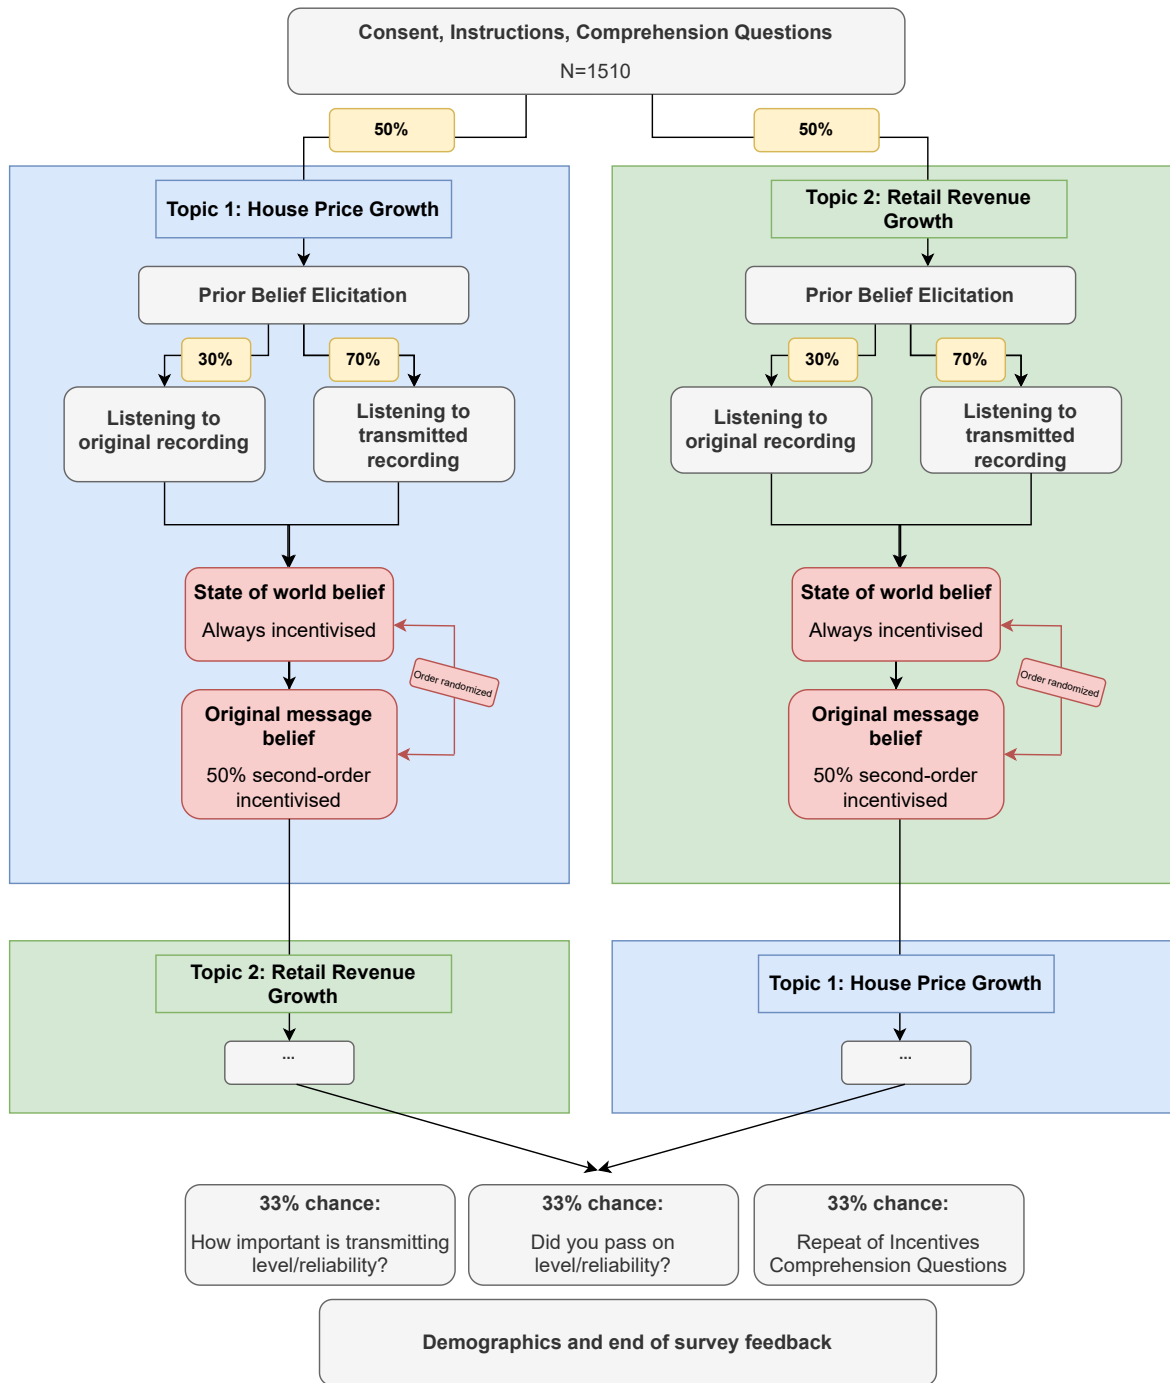 Consent, Instructions, Comprehension Questions
N=1510
50%
50%
Topic 1: House Price Growth
Prior Belief Elicitation
30%
70%
Listening to
original recording
Listening to
transmitted
recording
State of world belief
Always incentivised
Order randomized
Original message
belief
50% second-order
incentivised
Topic 2: Retail Revenue
Growth
Prior Belief Elicitation
30%
70%
Listening to
original recording
Listening to
transmitted
recording
State of world belief
Always incentivised
Order randomized
Original message
belief
50% second-order
incentivised
Topic 2: Retail Revenue
Growth
...
Topic 1: House Price Growth
...
33% chance:
How important is transmitting
level/reliability?
33% chance:
Did you pass on
level/reliability?
33% chance:
Repeat of Incentives
Comprehension Questions
Demographics and end of survey feedback